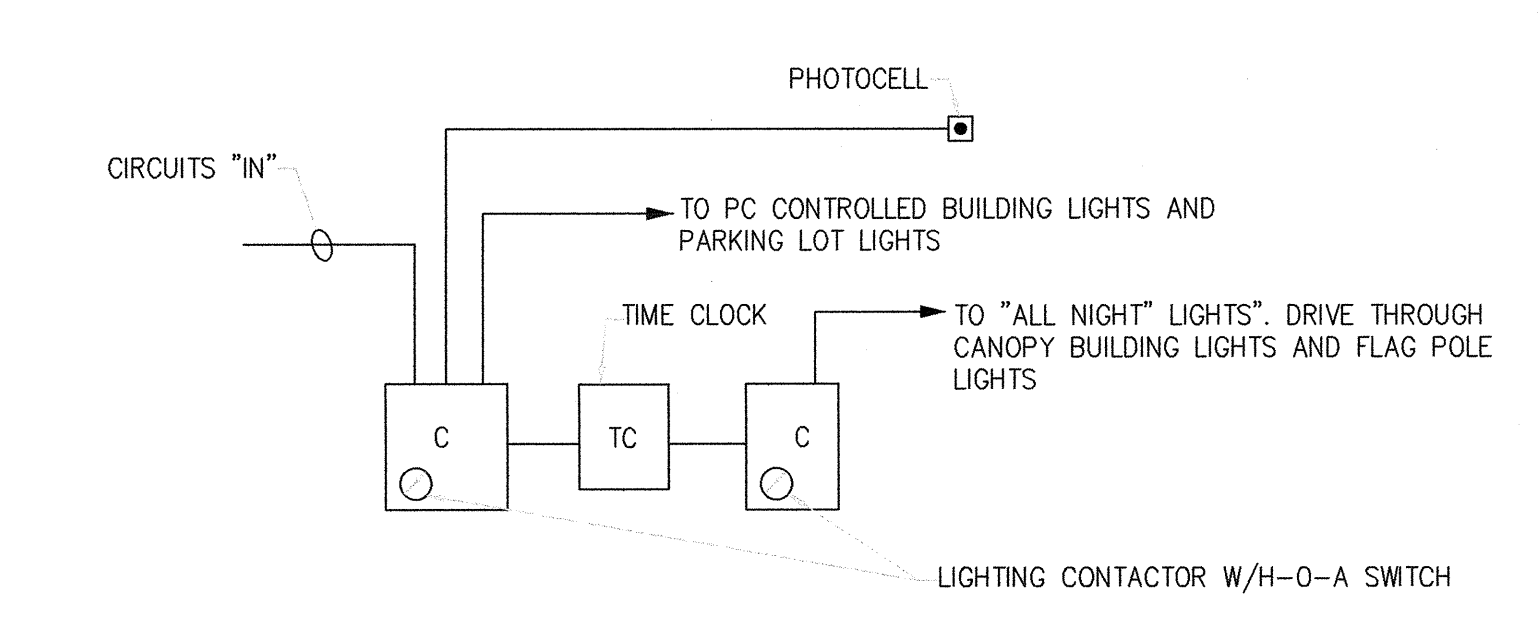 PHOTOCELL
CIRCUITS "IN"
TO PC CONTROLLED BUILDING LIGHTS AND
PARKING LOT LIGHTS
TIME CLOCK
TO "ALL NIGHT" LIGHTS". DRIVE THROUGH
CANOPY BUILDING LIGHTS AND FLAG POLE
LIGHTS
C
TC
C
LIGHTING CONTACTOR W/H-O-A SWITCH